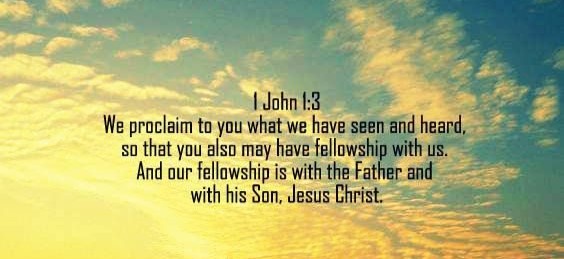 1 John 1:3
We proclaim to you what we have seen and heard,
so that you also may have fellowship with us.
And our fellowship is with the Father and
with his Son, Jesus Christ.